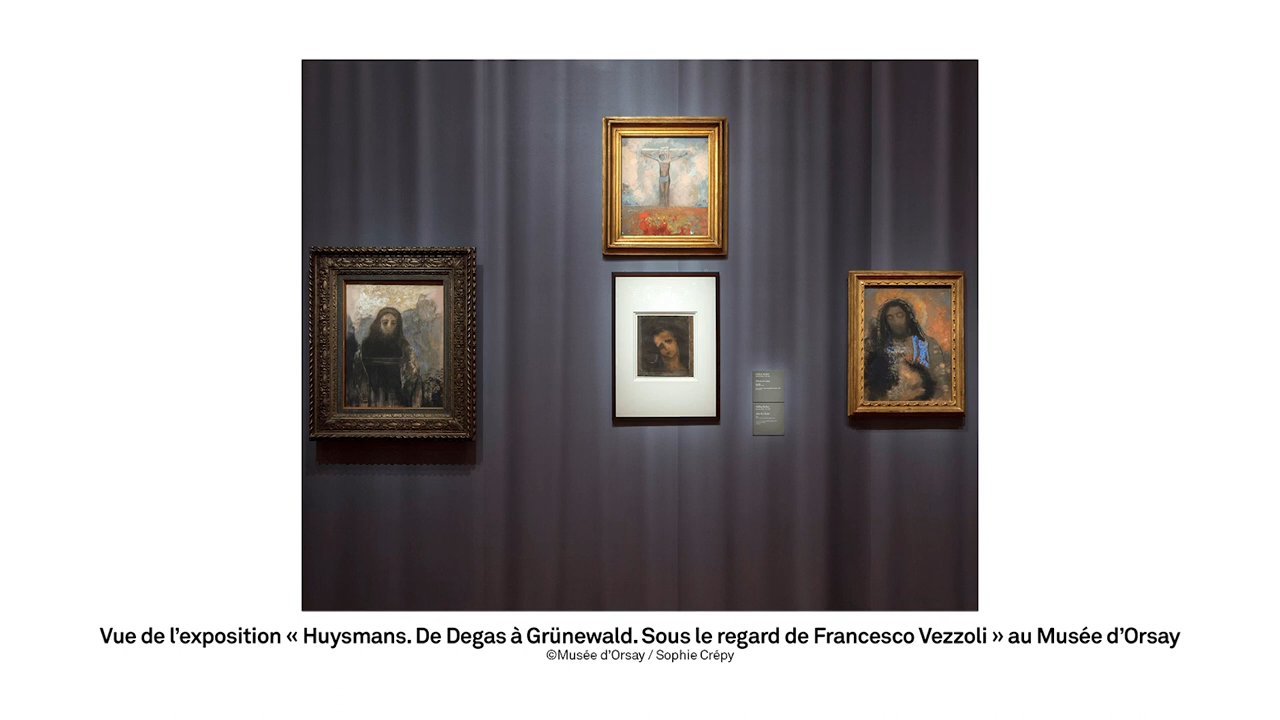 Vue de l’exposition « Huysmans. De Degas à Grünewald. Sous le regard de Francesco Vezzoli » au Musée d’Orsay
©Musée d’Orsay / Sophie Crépy